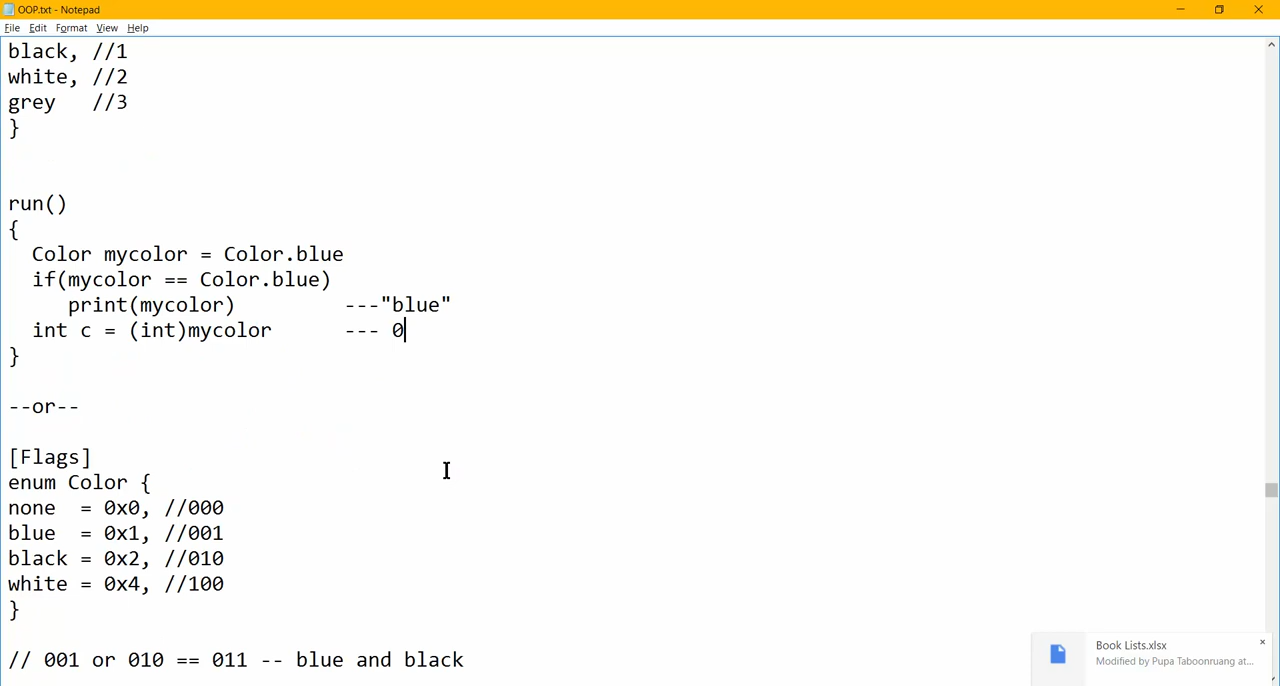 OOP.txt - Notepad
File Edit Format View Help
black, //1
white, //2
grey   //3
}
run()
{
  Color mycolor = Color.blue
  if(mycolor == Color.blue)
     print(mycolor)         ---"blue"
  int c = (int)mycolor      --- 0
}
--or--
[Flags]
enum Color {
none  = 0x0, //000
blue  = 0x1, //001
black = 0x2, //010
white = 0x4, //100
}
// 001 or 010 == 011 -- blue and black
Book Lists.xlsx
Modified by Pupa Taboonruang at...